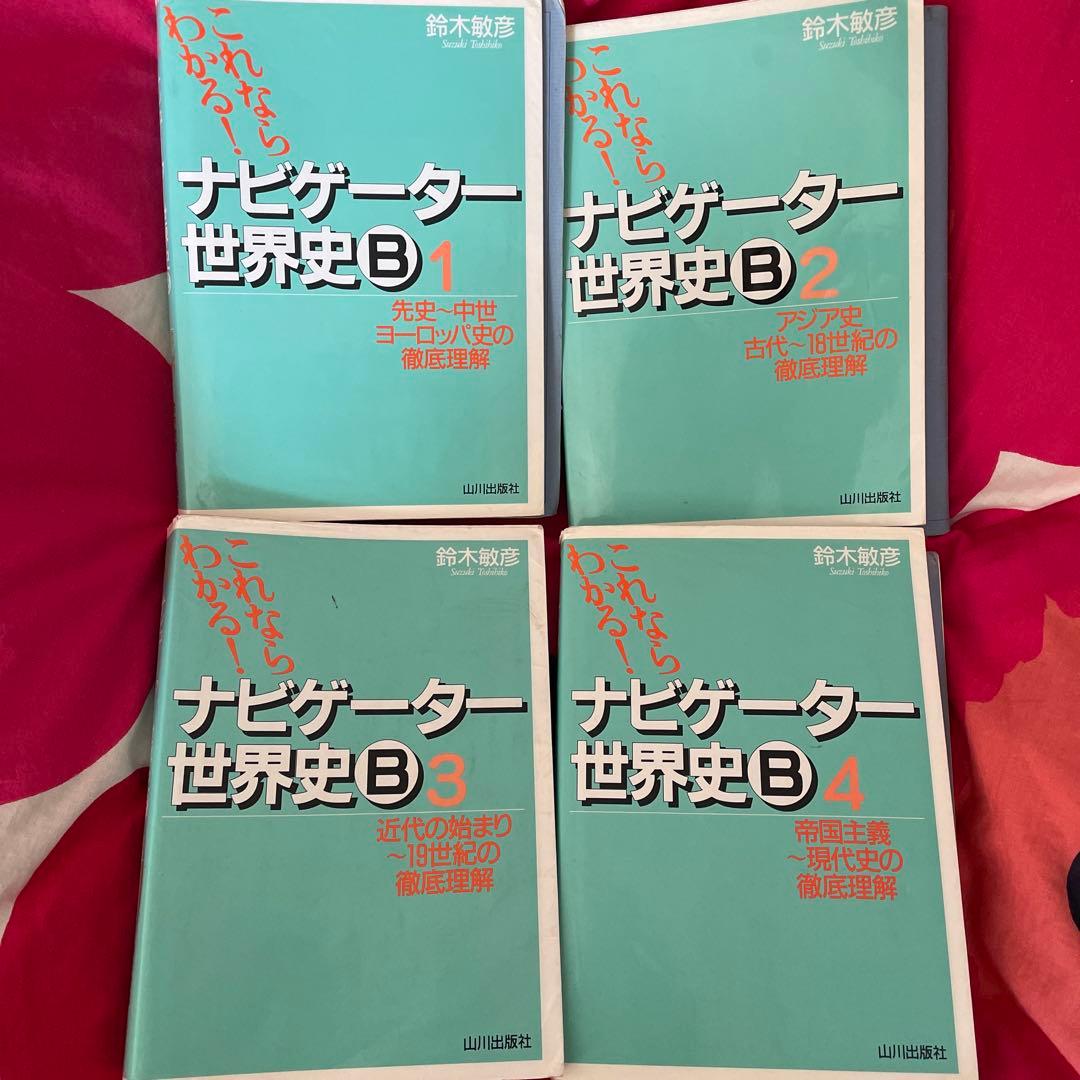 鈴木敏彦
Suzuki Toshihiko
これなら
わかる!
ナビゲーター
世界史B1
先史~中世
ヨーロッパ史の
徹底理解
山川出版社
鈴木敏彦
Suzuki Toshihiko
これなら
わかる!
ナビゲーター
世界史B2
アジア史
古代~18世紀の
徹底理解
山川出版社
鈴木敏彦
Suzuki Toshihiko
これなら
わかる!
ナビゲーター
世界史B3
近代の始まり
~19世紀の
徹底理解
山川出版社
鈴木敏彦
Suzuki Toshihiko
これなら
わかる!
ナビゲーター
世界史B4
帝国主義
~現代史の
徹底理解
山川出版社